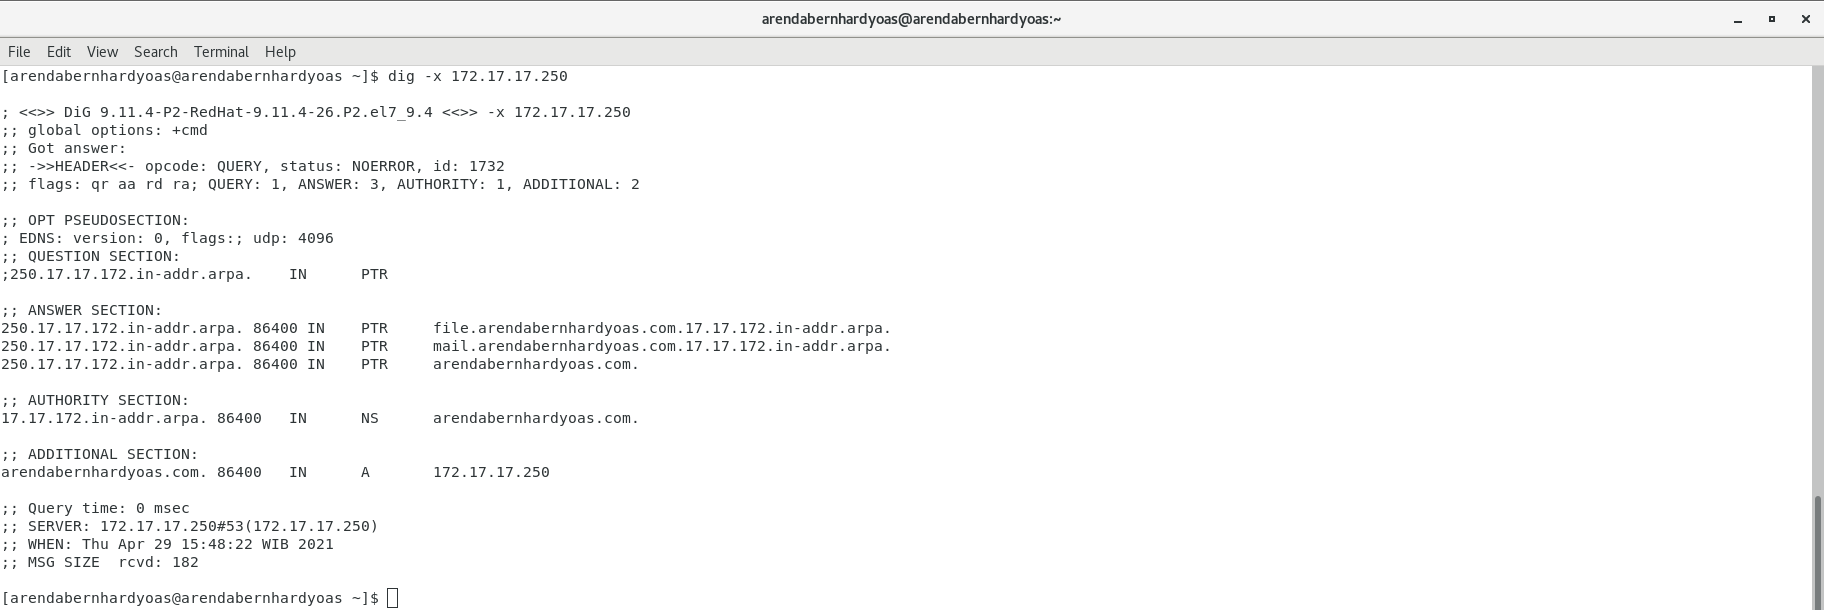 arendabernhardyoas@arendabernhardyoas:~
File Edit View Search Terminal Help
[arendabernhardyoas@arendabernhardyoas ~]$ dig -x 172.17.17.250
; <<>> DiG 9.11.4-P2-RedHat-9.11.4-26.P2.el7_9.4 <<>> -x 172.17.17.250
;; global options: +cmd
;; Got answer:
;; ->>HEADER<<- opcode: QUERY, status: NOERROR, id: 1732
;; flags: qr aa rd ra; QUERY: 1, ANSWER: 3, AUTHORITY: 1, ADDITIONAL: 2
;; OPT PSEUDOSECTION:
; EDNS: version: 0, flags:; udp: 4096
;; QUESTION SECTION:
;250.17.17.172.in-addr.arpa. IN PTR
;; ANSWER SECTION:
250.17.17.172.in-addr.arpa. 86400 IN PTR file.arendabernhardyoas.com.17.17.172.in-addr.arpa.
250.17.17.172.in-addr.arpa. 86400 IN PTR mail.arendabernhardyoas.com.17.17.172.in-addr.arpa.
250.17.17.172.in-addr.arpa. 86400 IN PTR arendabernhardyoas.com.
;; AUTHORITY SECTION:
17.17.172.in-addr.arpa. 86400 IN NS arendabernhardyoas.com.
;; ADDITIONAL SECTION:
arendabernhardyoas.com. 86400 IN A 172.17.17.250
;; Query time: 0 msec
;; SERVER: 172.17.17.250#53(172.17.17.250)
;; WHEN: Thu Apr 29 15:48:22 WIB 2021
;; MSG SIZE  rcvd: 182
[arendabernhardyoas@arendabernhardyoas ~]$